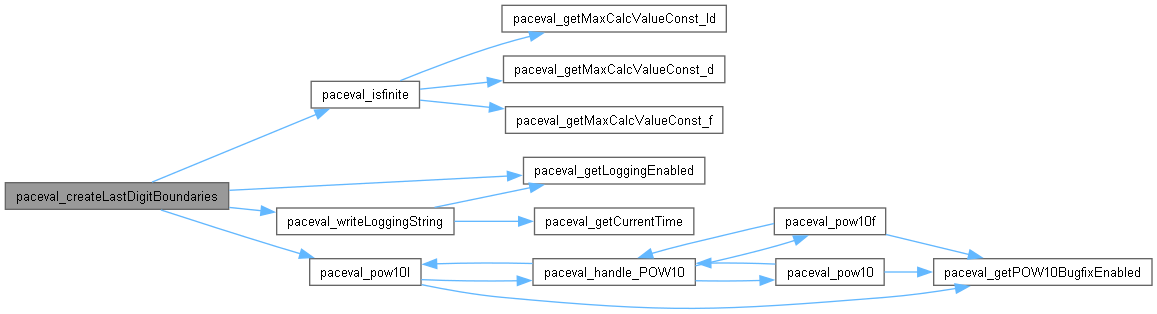 paceval_createLastDigitBoundaries
paceval_isfinite
paceval_getMaxCalcValueConst_ld
paceval_getMaxCalcValueConst_d
paceval_getMaxCalcValueConst_f
paceval_getLoggingEnabled
paceval_writeLoggingString
paceval_getCurrentTime
paceval_pow10l
paceval_handle_POW10
paceval_pow10f
paceval_pow10
paceval_getPOW10BugfixEnabled